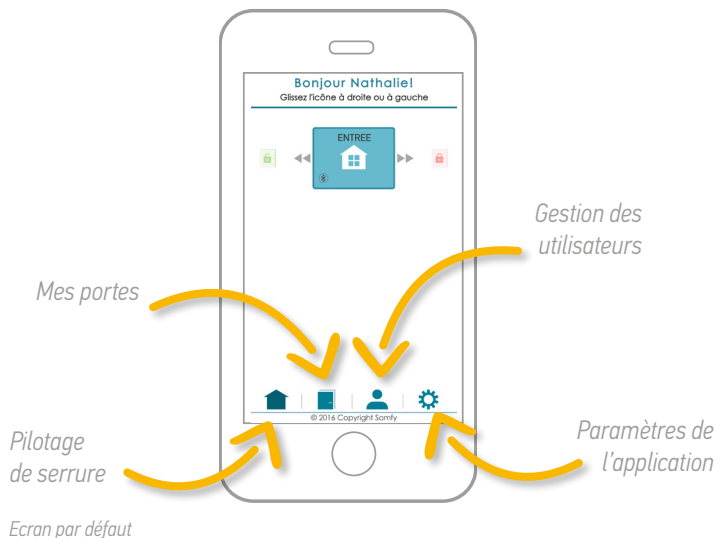 Bonjour Nathalie!
Glissez l'icône à droite ou à gauche
ENTREE
Gestion des
utilisateurs
Mes portes
© 2016 Copyright Somfy
Pilotage
de serrure
Paramètres de
l'application
Ecran par défaut